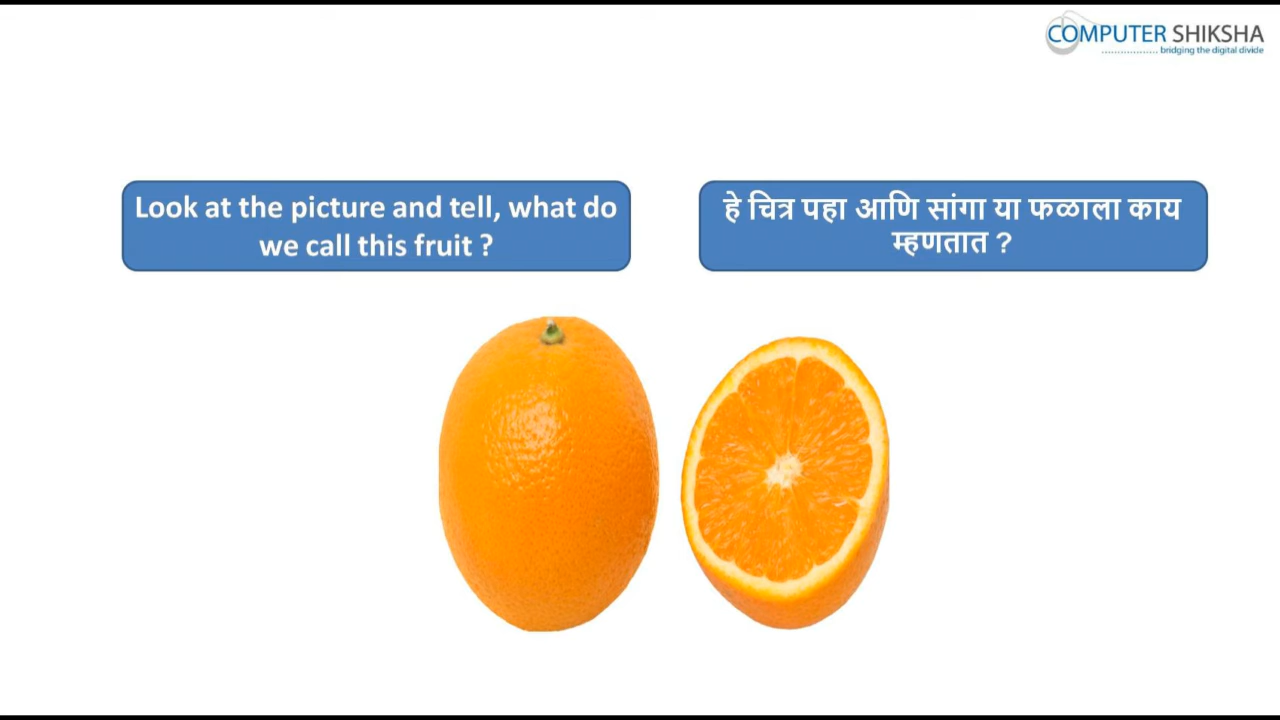 COMPUTER SHIKSHA
................... bridging the digital divide
Look at the picture and tell, what do
we call this fruit ?
हे चित्र पहा आणि सांगा या फळाला काय
म्हणतात ?